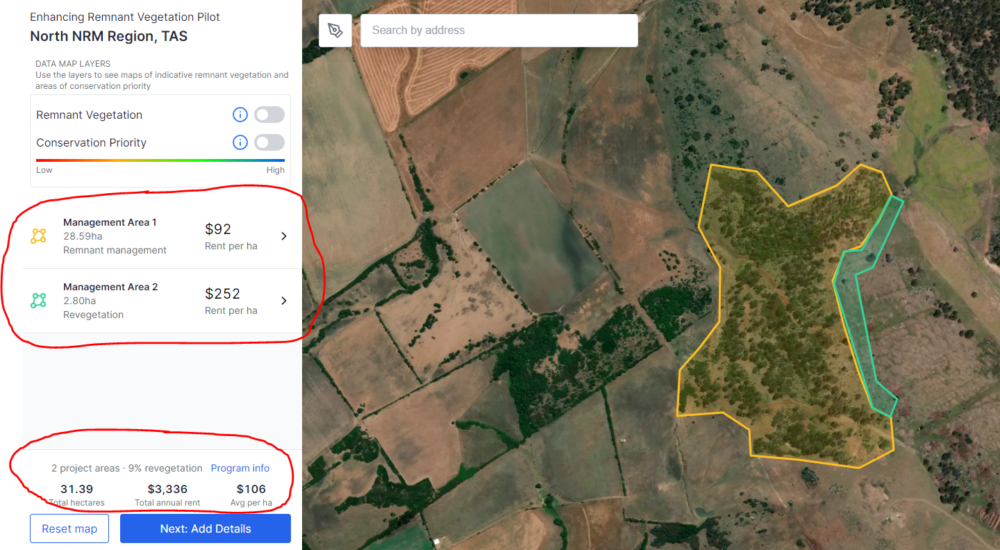 Enhancing Remnant Vegetation Pilot
North NRM Region, TAS
DATA MAP LAYERS
Use the layers to see maps of indicative remnant vegetation and
areas of conservation priority
Remnant Vegetation
Conservation Priority
Low High
Management Area 1
28.59ha
Remnant management
$92
Rent per ha
Management Area 2
2.80ha
Revegetation
$252
Rent per ha
2 project areas · 9% revegetation Program info
31.39 $3,336 $106
Total hectares Total annual rent Avg per ha
Reset map Next: Add Details
Search by address